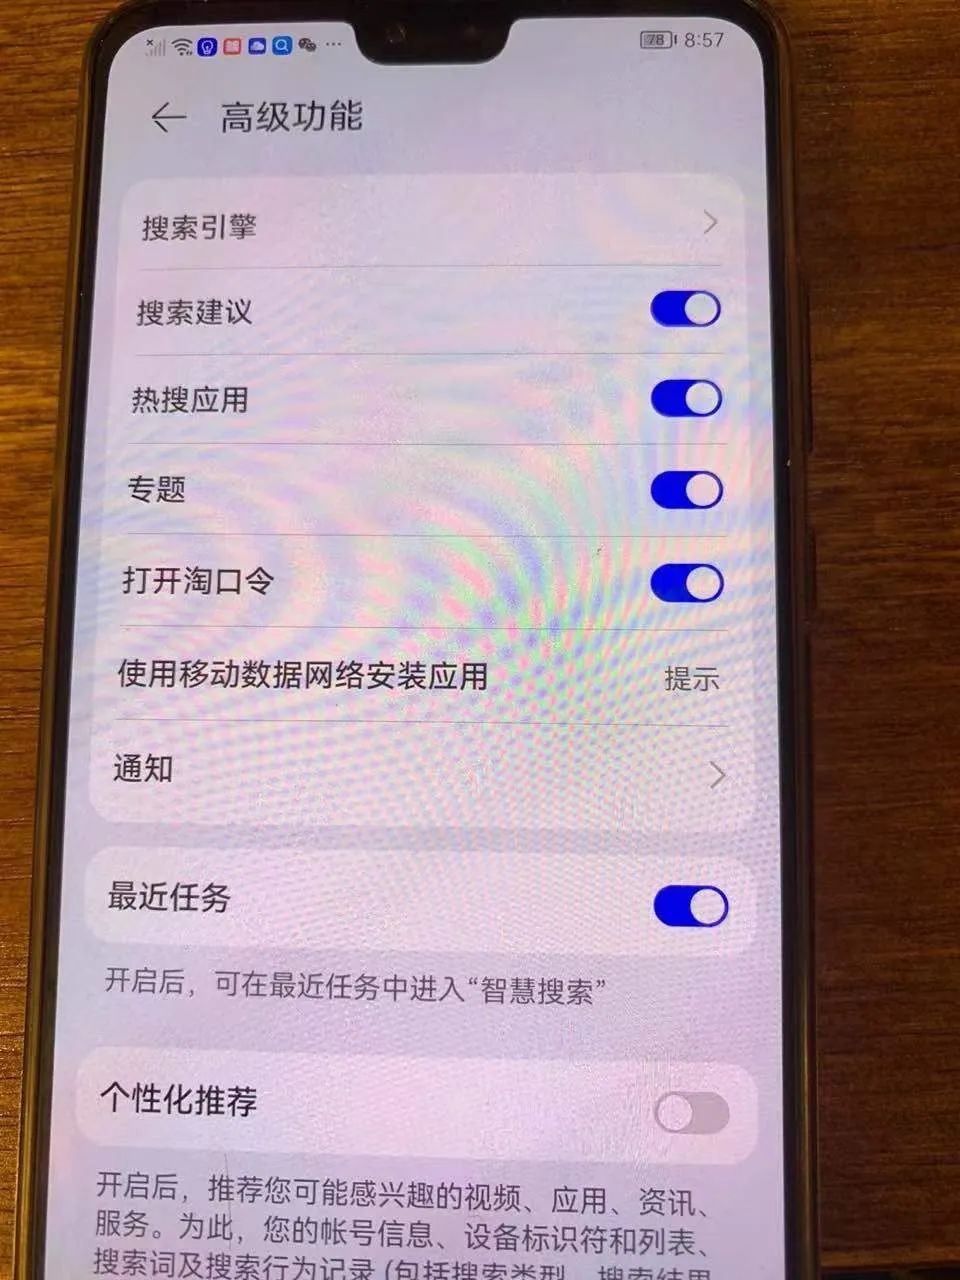 78 8:57
高级功能
搜索引擎
搜索建议
热搜应用
专题
打开淘口令
使用移动数据网络安装应用 提示
通知
最近任务
开启后，可在最近任务中进入“智慧搜索”
个性化推荐
开启后，推荐您可能感兴趣的视频、应用、资讯、
服务。为此，您的帐号信息、设备标识符和列表、
搜索词及搜索行为记录 (包括搜索类型、搜索结果